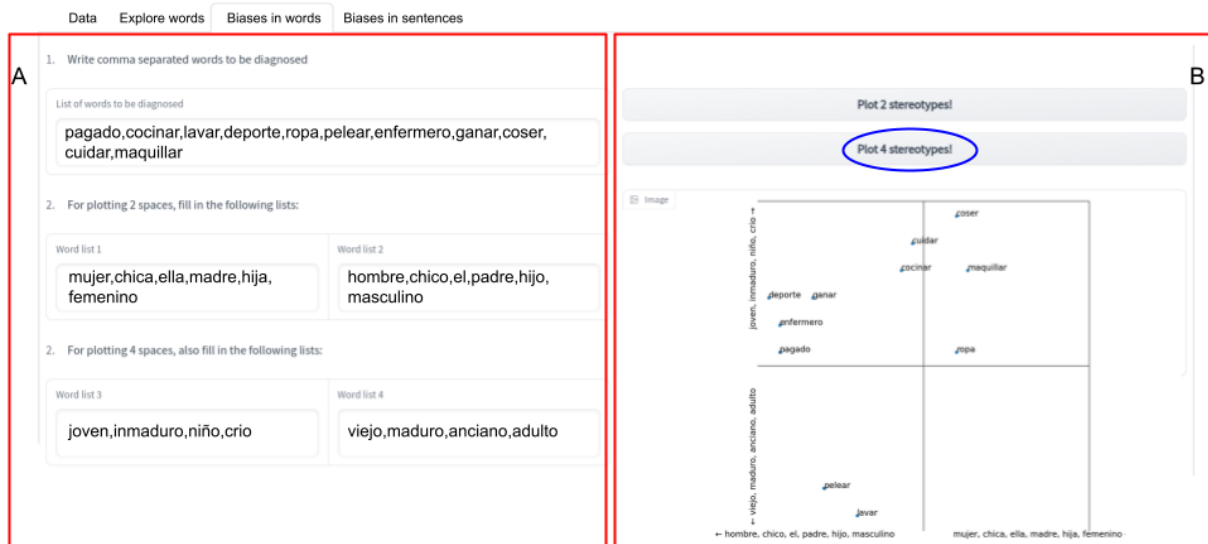 Data
Explore words
Biases in words
Biases in sentences
A
1. Write comma separated words to be diagnosed
List of words to be diagnosed
pagado,cocinar,lavar,deporte,ropa,pelear,enfermero,ganar,coser,
cuidar,maquillar
2. For plotting 2 spaces, fill in the following lists:
Word list 1
mujer,chica,ella,madre,hija,
femenino
Word list 2
hombre,chico,el,padre,hijo,
masculino
2. For plotting 4 spaces, also fill in the following lists:
Word list 3
joven,inmaduro,niño,crio
Word list 4
viejo,maduro,anciano,adulto
B
Plot 2 stereotypes!
Plot 4 stereotypes!
Image
joven, inmaduro, niño, crio →
← viejo, maduro, anciano, adulto
coser
cuidar
cocinar
maquillar
deporte
ganar
enfermero
pagado
ropa
pelear
lavar
← hombre, chico, el, padre, hijo, masculino
mujer, chica, ella, madre, hija, femenino